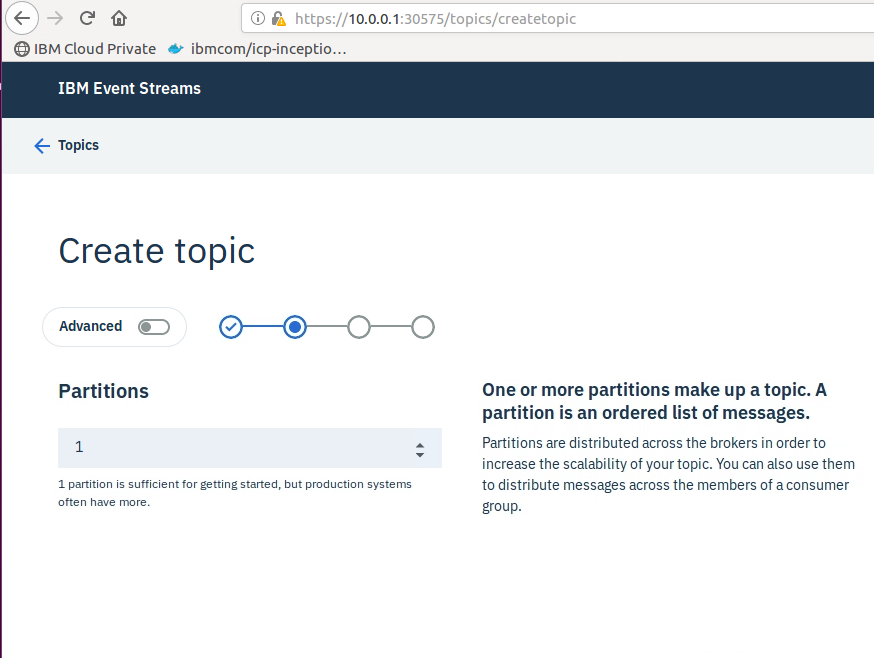 https://10.0.0.1:30575/topics/createtopic
IBM Cloud Private ibmcom/icp-inceptio…
IBM Event Streams
Topics
Create topic
Advanced
Partitions
1
1 partition is sufficient for getting started, but production systems
often have more.
One or more partitions make up a topic. A
partition is an ordered list of messages.
Partitions are distributed across the brokers in order to
increase the scalability of your topic. You can also use them
to distribute messages across the members of a consumer
group.